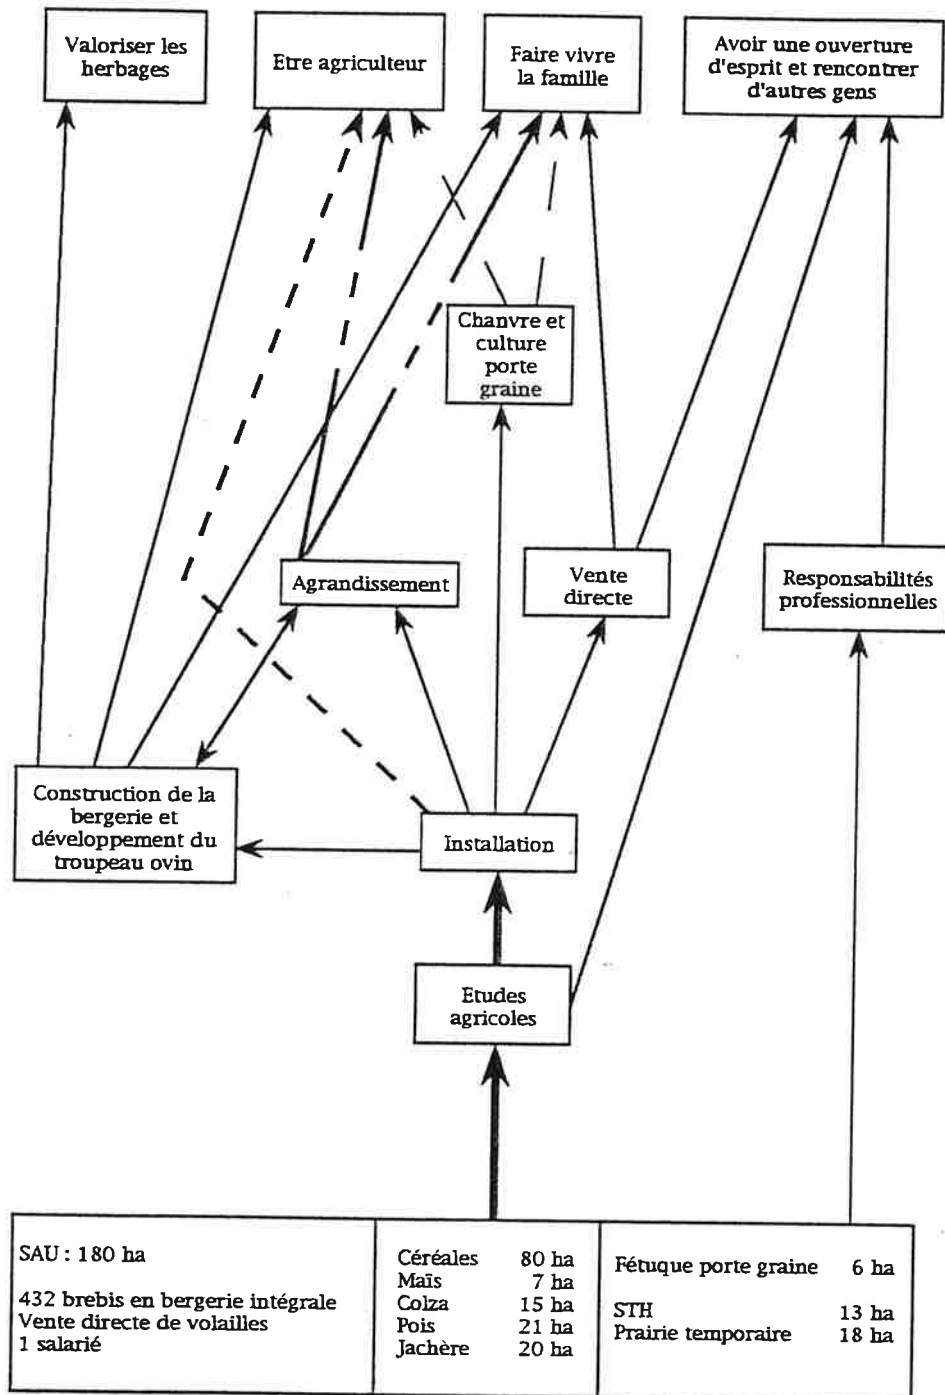 Valoriser les
herbages
Etre agriculteur
Faire vivre
la famille
Avoir une ouverture
d'esprit et rencontrer
d'autres gens
Chanvre et
culture
porte
graine
Agrandissement
Vente
directe
Responsabilités
professionnelles
Construction de la
bergerie et
développement du
troupeau ovin
Installation
Etudes
agricoles
SAU : 180 ha
432 brebis en bergerie intégrale
Vente directe de volailles
1 salarié
Céréales 80 ha
Maïs 7 ha
Colza 15 ha
Pois 21 ha
Jachère 20 ha
Fétuque porte graine 6 ha
STH 13 ha
Prairie temporaire 18 ha